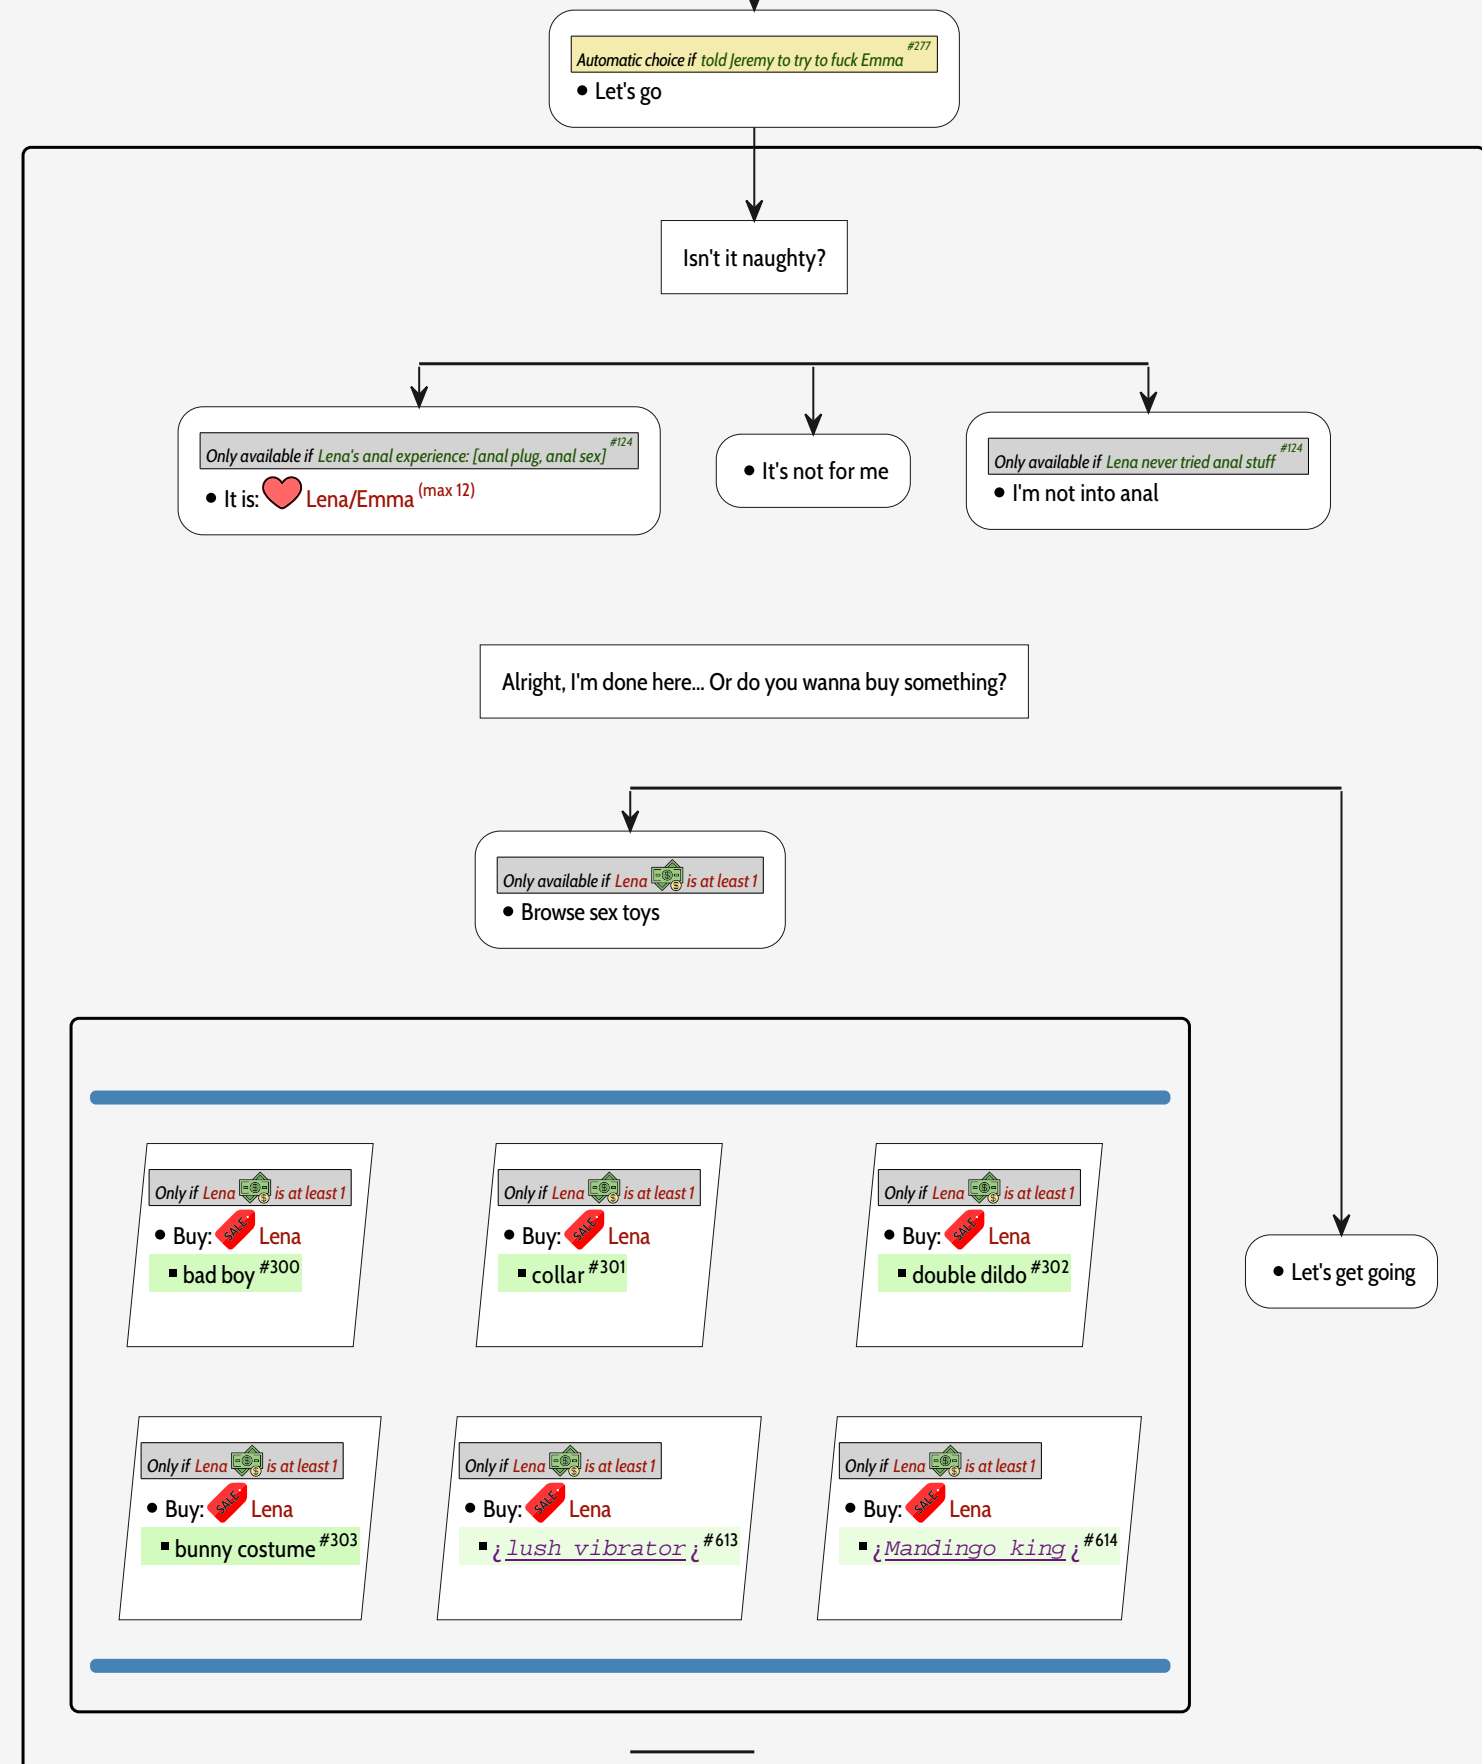 Automatic choice if told Jeremy to try to fuck Emma #277
• Let's go
Isn't it naughty?
Only available if Lena's anal experience: [anal plug, anal sex] #124
• It is: Lena/Emma (max 12)
• It's not for me
Only available if Lena never tried anal stuff #124
• I'm not into anal
Alright, I'm done here... Or do you wanna buy something?
Only available if Lena is at least 1
• Browse sex toys
Only if Lena is at least 1
• Buy: SALE Lena
▪ bad boy #300
Only if Lena is at least 1
• Buy: SALE Lena
▪ collar #301
Only if Lena is at least 1
• Buy: SALE Lena
▪ double dildo #302
• Let's get going
Only if Lena is at least 1
• Buy: SALE Lena
▪ bunny costume #303
Only if Lena is at least 1
• Buy: SALE Lena
▪ ¿lush vibrator¿ #613
Only if Lena is at least 1
• Buy: SALE Lena
▪ ¿Mandingo king¿ #614